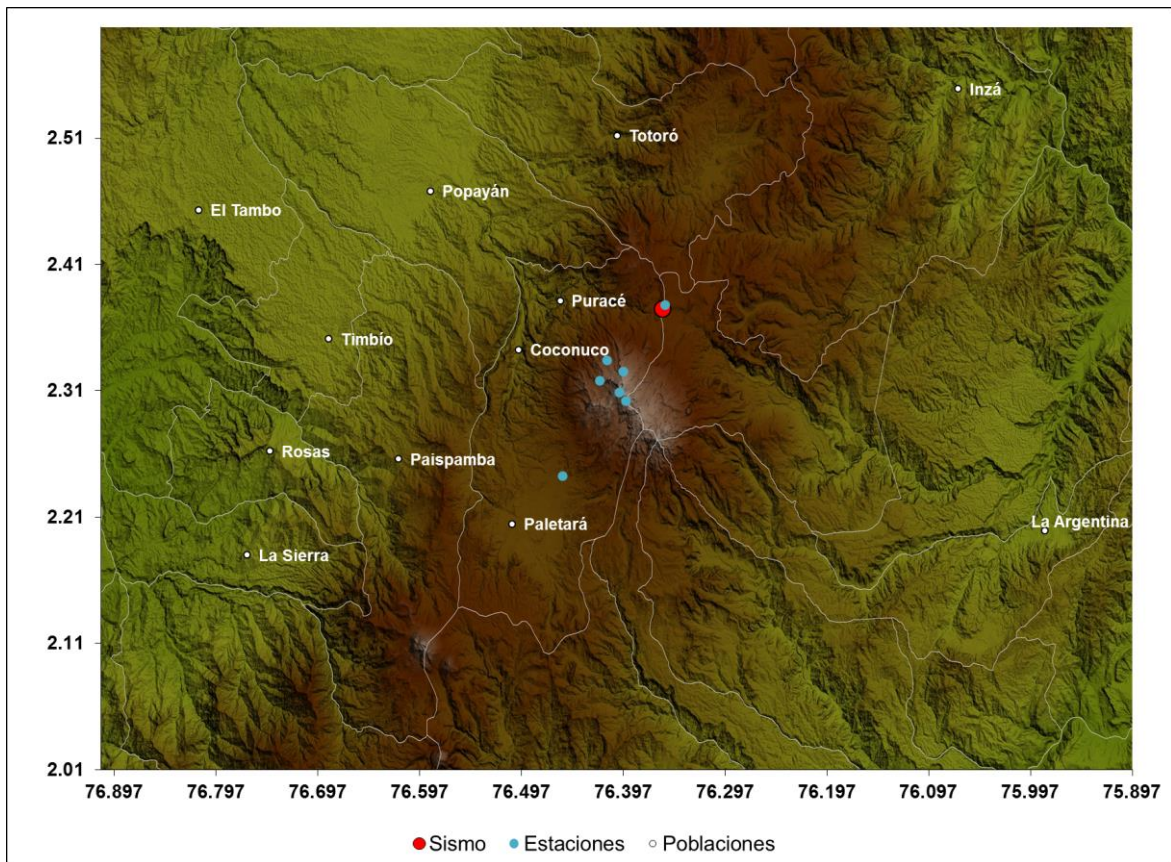 Inzá
2.51
Totoró
Popayán
El Tambo
2.41
Puracé
Timbío
Coconuco
2.31
Rosas
Paispamba
2.21
Paletará
La Argentina
La Sierra
2.11
2.01
76.897 76.797 76.697 76.597 76.497 76.397 76.297 76.197 76.097 75.997 75.897
Sismo Estaciones Poblaciones